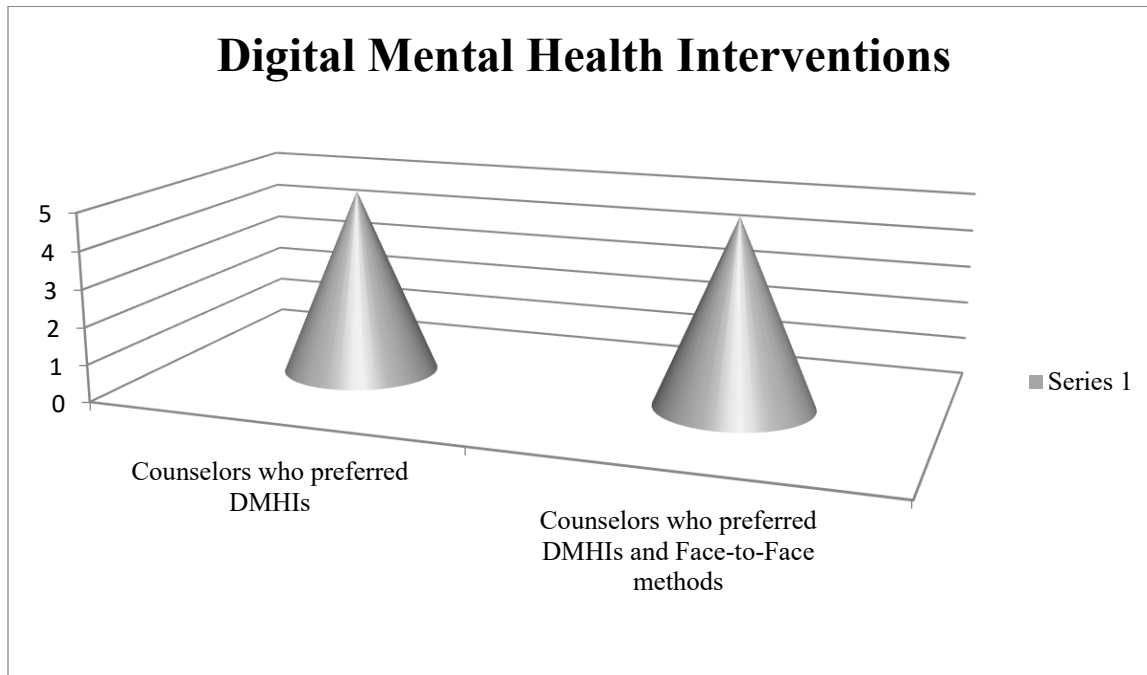 Digital Mental Health Interventions
5
4
3
2
1
0
Counselors who preferred
DMHIs
Counselors who preferred
DMHIs and Face-to-Face
methods
Series 1